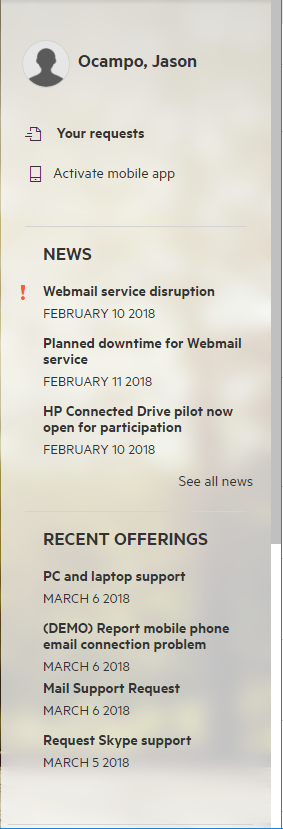 Ocampo, Jason
Your requests
Activate mobile app
NEWS
Webmail service disruption
FEBRUARY 10 2018
Planned downtime for Webmail
service
FEBRUARY 11 2018
HP Connected Drive pilot now
open for participation
FEBRUARY 10 2018
See all news
RECENT OFFERINGS
PC and laptop support
MARCH 6 2018
(DEMO) Report mobile phone
email connection problem
MARCH 6 2018
Mail Support Request
MARCH 6 2018
Request Skype support
MARCH 5 2018